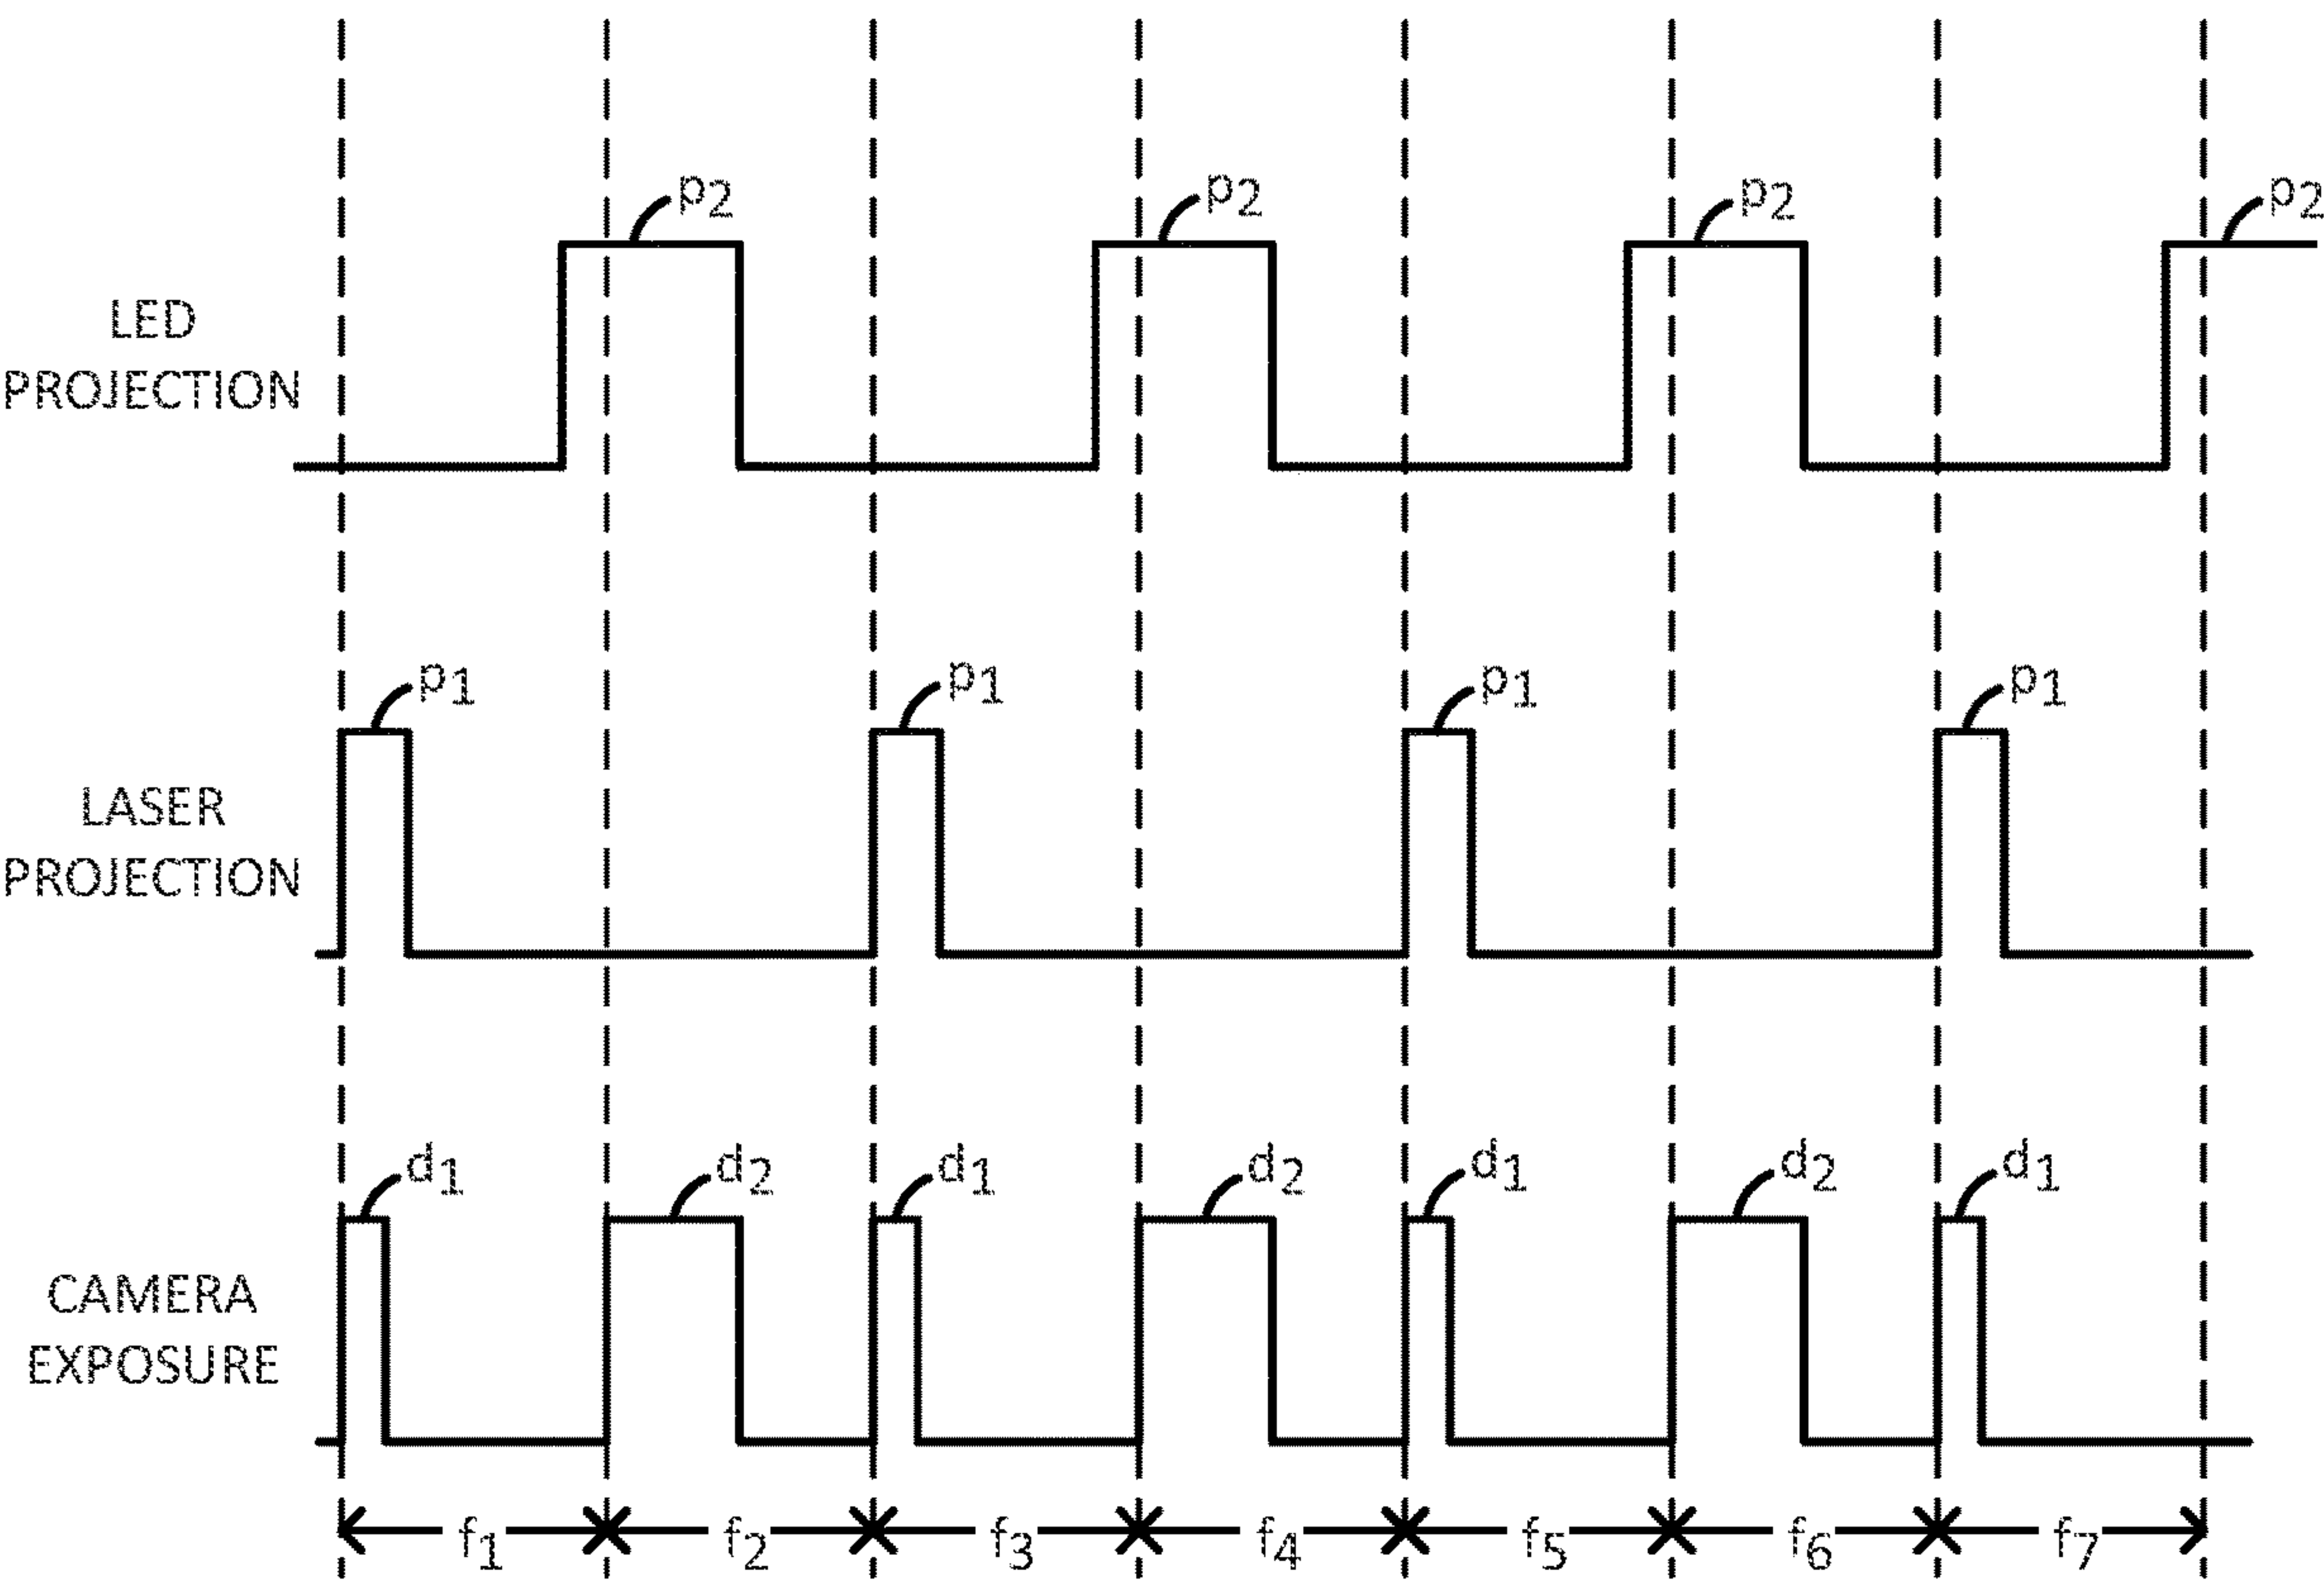 p2 p2 p2 p2
LED
PROJECTION
p1 p1 p1 p1
LASER
PROJECTION
d1 d2 d1 d2 d1 d2 d1
CAMERA
EXPOSURE
f1 f2 f3 f4 f5 f6 f7